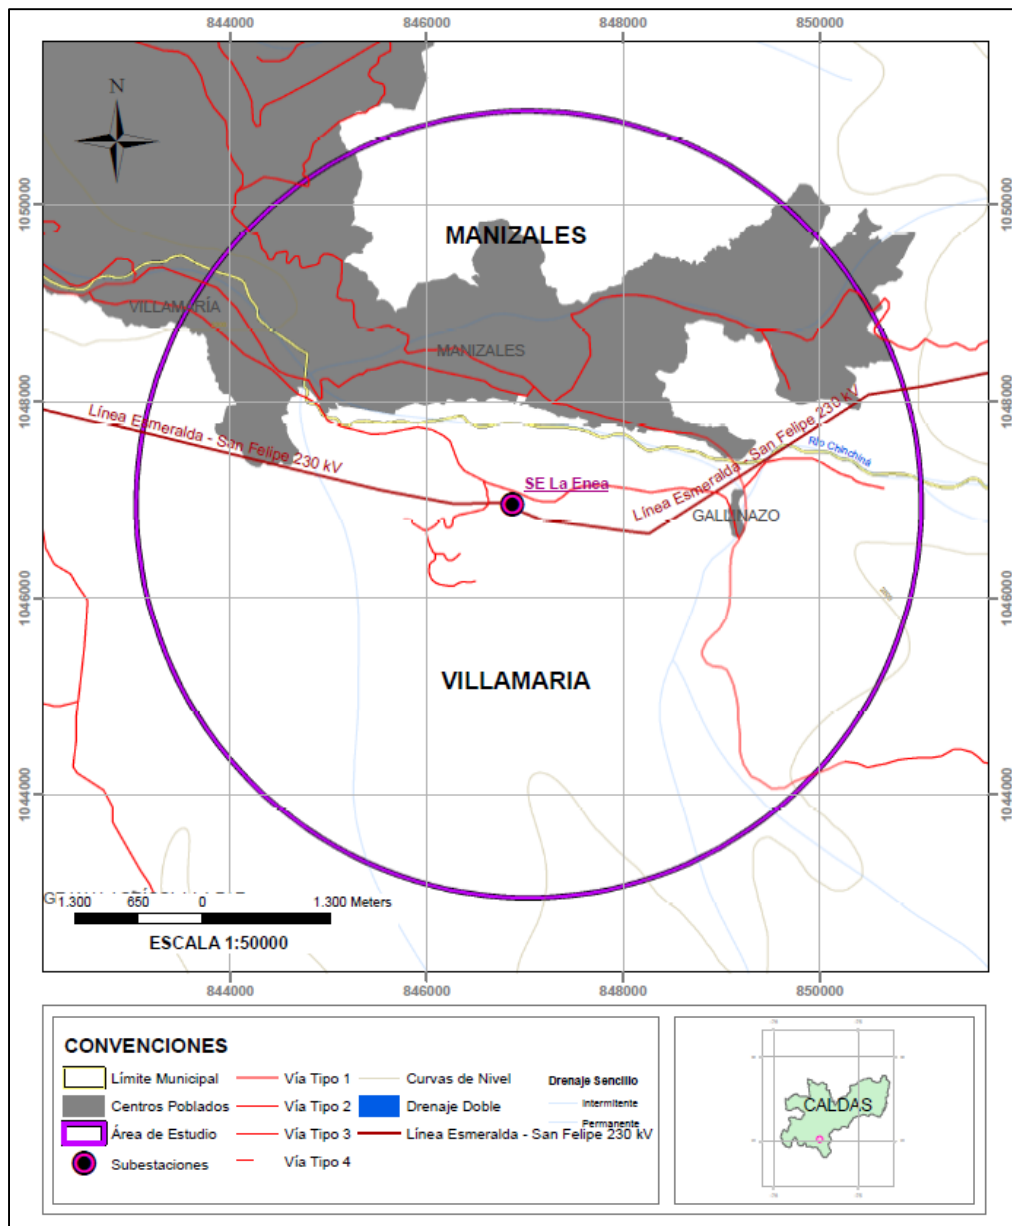 844000 846000 848000 850000
N
1050000 1050000
MANIZALES
VILLAMARÍA
MANIZALES
1048000 1048000
Línea Esmeralda - San Felipe 230 kV
Línea Esmeralda - San Felipe 230 kV
Río Chinchiná
SE La Enea
GALLINAZO
1046000 1046000
VILLAMARIA
1044000 1044000
1.300 650 0 1.300 Meters
ESCALA 1:50000
844000 846000 848000 850000
CONVENCIONES
Límite Municipal
Centros Poblados
Área de Estudio
Subestaciones
Vía Tipo 1
Vía Tipo 2
Vía Tipo 3
Vía Tipo 4
Curvas de Nivel
Drenaje Doble
Línea Esmeralda - San Felipe 230 kV
Drenaje Sencillo
Intermitente
Permanente
CALDAS